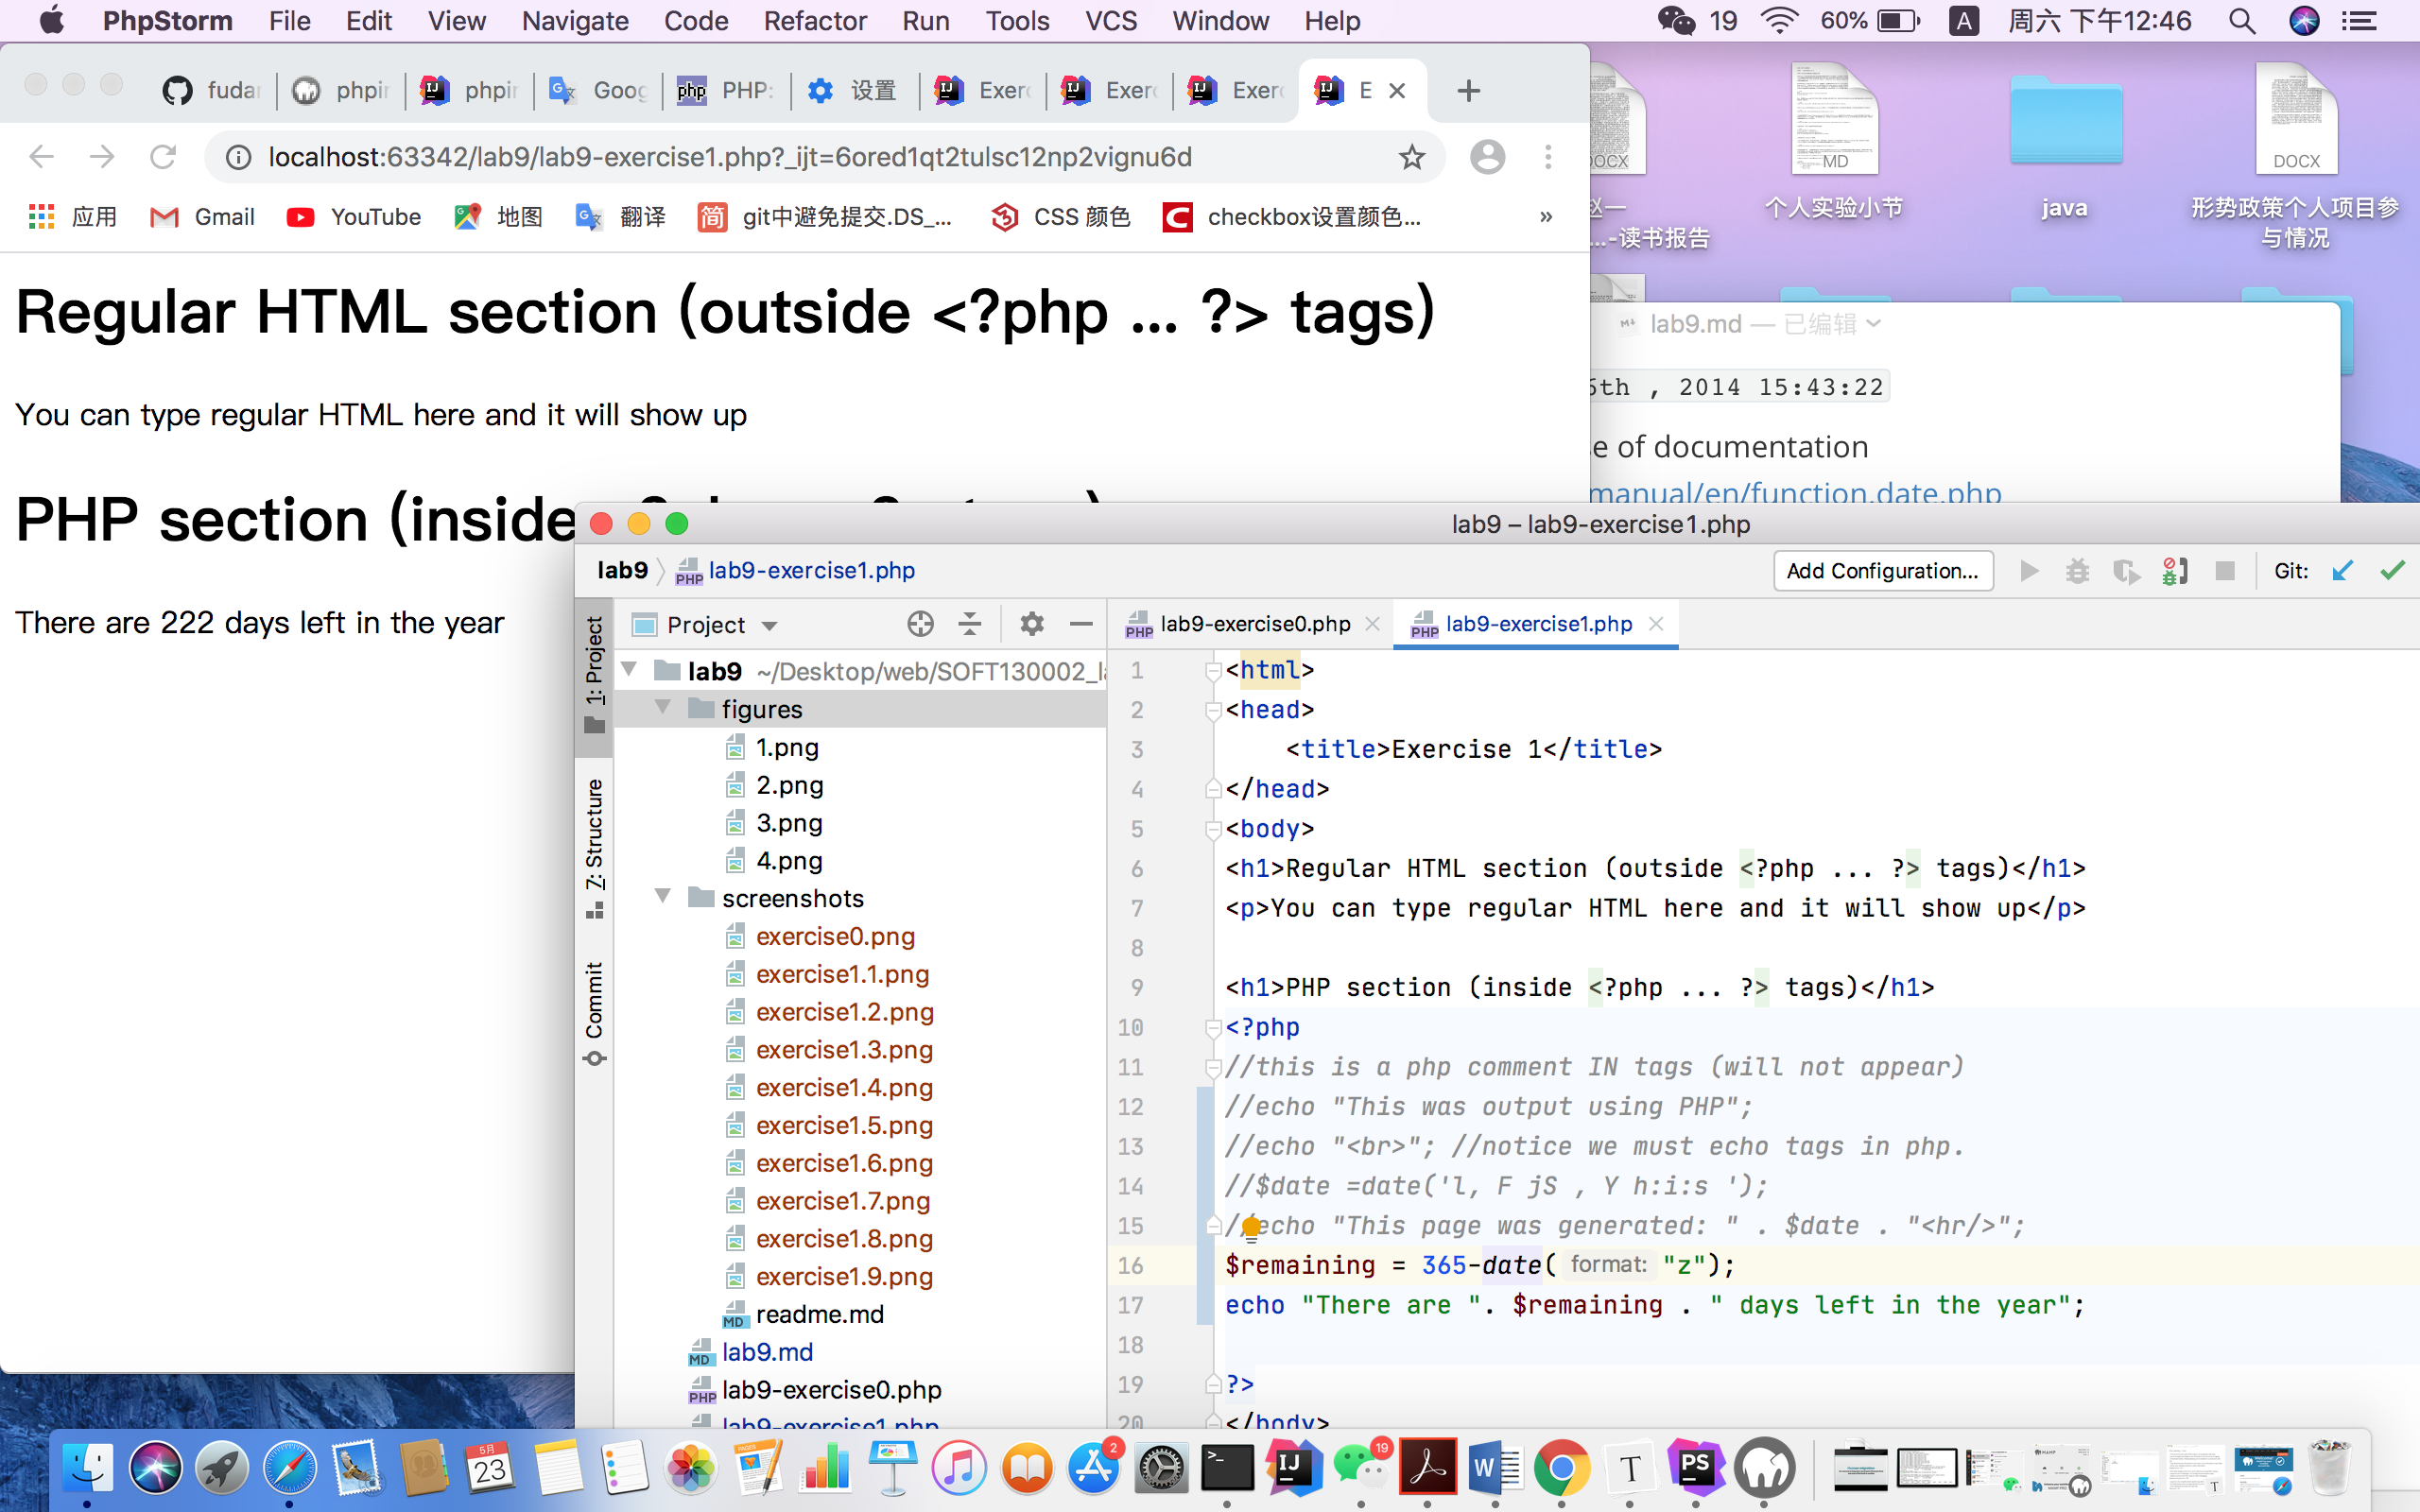 PhpStorm File Edit View Navigate Code Refactor Run Tools VCS Window Help 19 60% A 周六 下午12:46
fudan phpin phpin Goog PHP: 设置 Exerc Exerc Exerc E
localhost:63342/lab9/lab9-exercise1.php?_ijt=6ored1qt2tulsc12np2vignu6d
应用 Gmail YouTube 地图 翻译 简 git中避免提交.DS_... CSS 颜色 checkbox设置颜色... »
Regular HTML section (outside <?php ... ?> tags)
You can type regular HTML here and it will show up
PHP section (inside
There are 222 days left in the year
DOCX MD DOCX
...-读书报告
个人实验小节
java
形势政策个人项目参
与情况
lab9.md — 已编辑
6th , 2014 15:43:22
e of documentation
manual/en/function.date.php
lab9 – lab9-exercise1.php
lab9 lab9-exercise1.php Add Configuration... Git:
1: Project
7: Structure
Commit
Project
lab9 ~/Desktop/web/SOFT130002_l
figures
1.png
2.png
3.png
4.png
screenshots
exercise0.png
exercise1.1.png
exercise1.2.png
exercise1.3.png
exercise1.4.png
exercise1.5.png
exercise1.6.png
exercise1.7.png
exercise1.8.png
exercise1.9.png
readme.md
lab9.md
lab9-exercise0.php
lab9-exercise1.php
lab9-exercise0.php lab9-exercise1.php
1 <html>
2 <head>
3 <title>Exercise 1</title>
4 </head>
5 <body>
6 <h1>Regular HTML section (outside <?php ... ?> tags)</h1>
7 <p>You can type regular HTML here and it will show up</p>
8
9 <h1>PHP section (inside <?php ... ?> tags)</h1>
10 <?php
11 //this is a php comment IN tags (will not appear)
12 //echo "This was output using PHP";
13 //echo "<br>"; //notice we must echo tags in php.
14 //$date =date('l, F jS , Y h:i:s ');
15 //echo "This page was generated: " . $date . "<hr/>";
16 $remaining = 365-date( format: "z");
17 echo "There are ". $remaining . " days left in the year";
18
19 ?>
20 </body>
5月 23 2 19